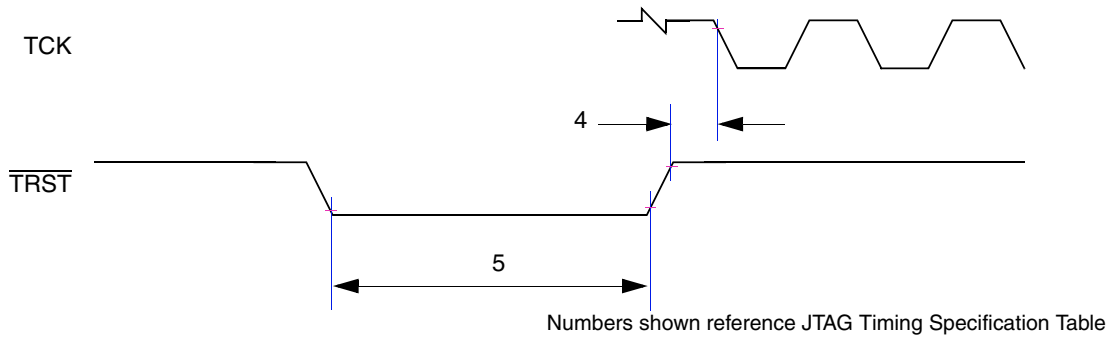 TCK
4
TRST
5
Numbers shown reference JTAG Timing Specification Table